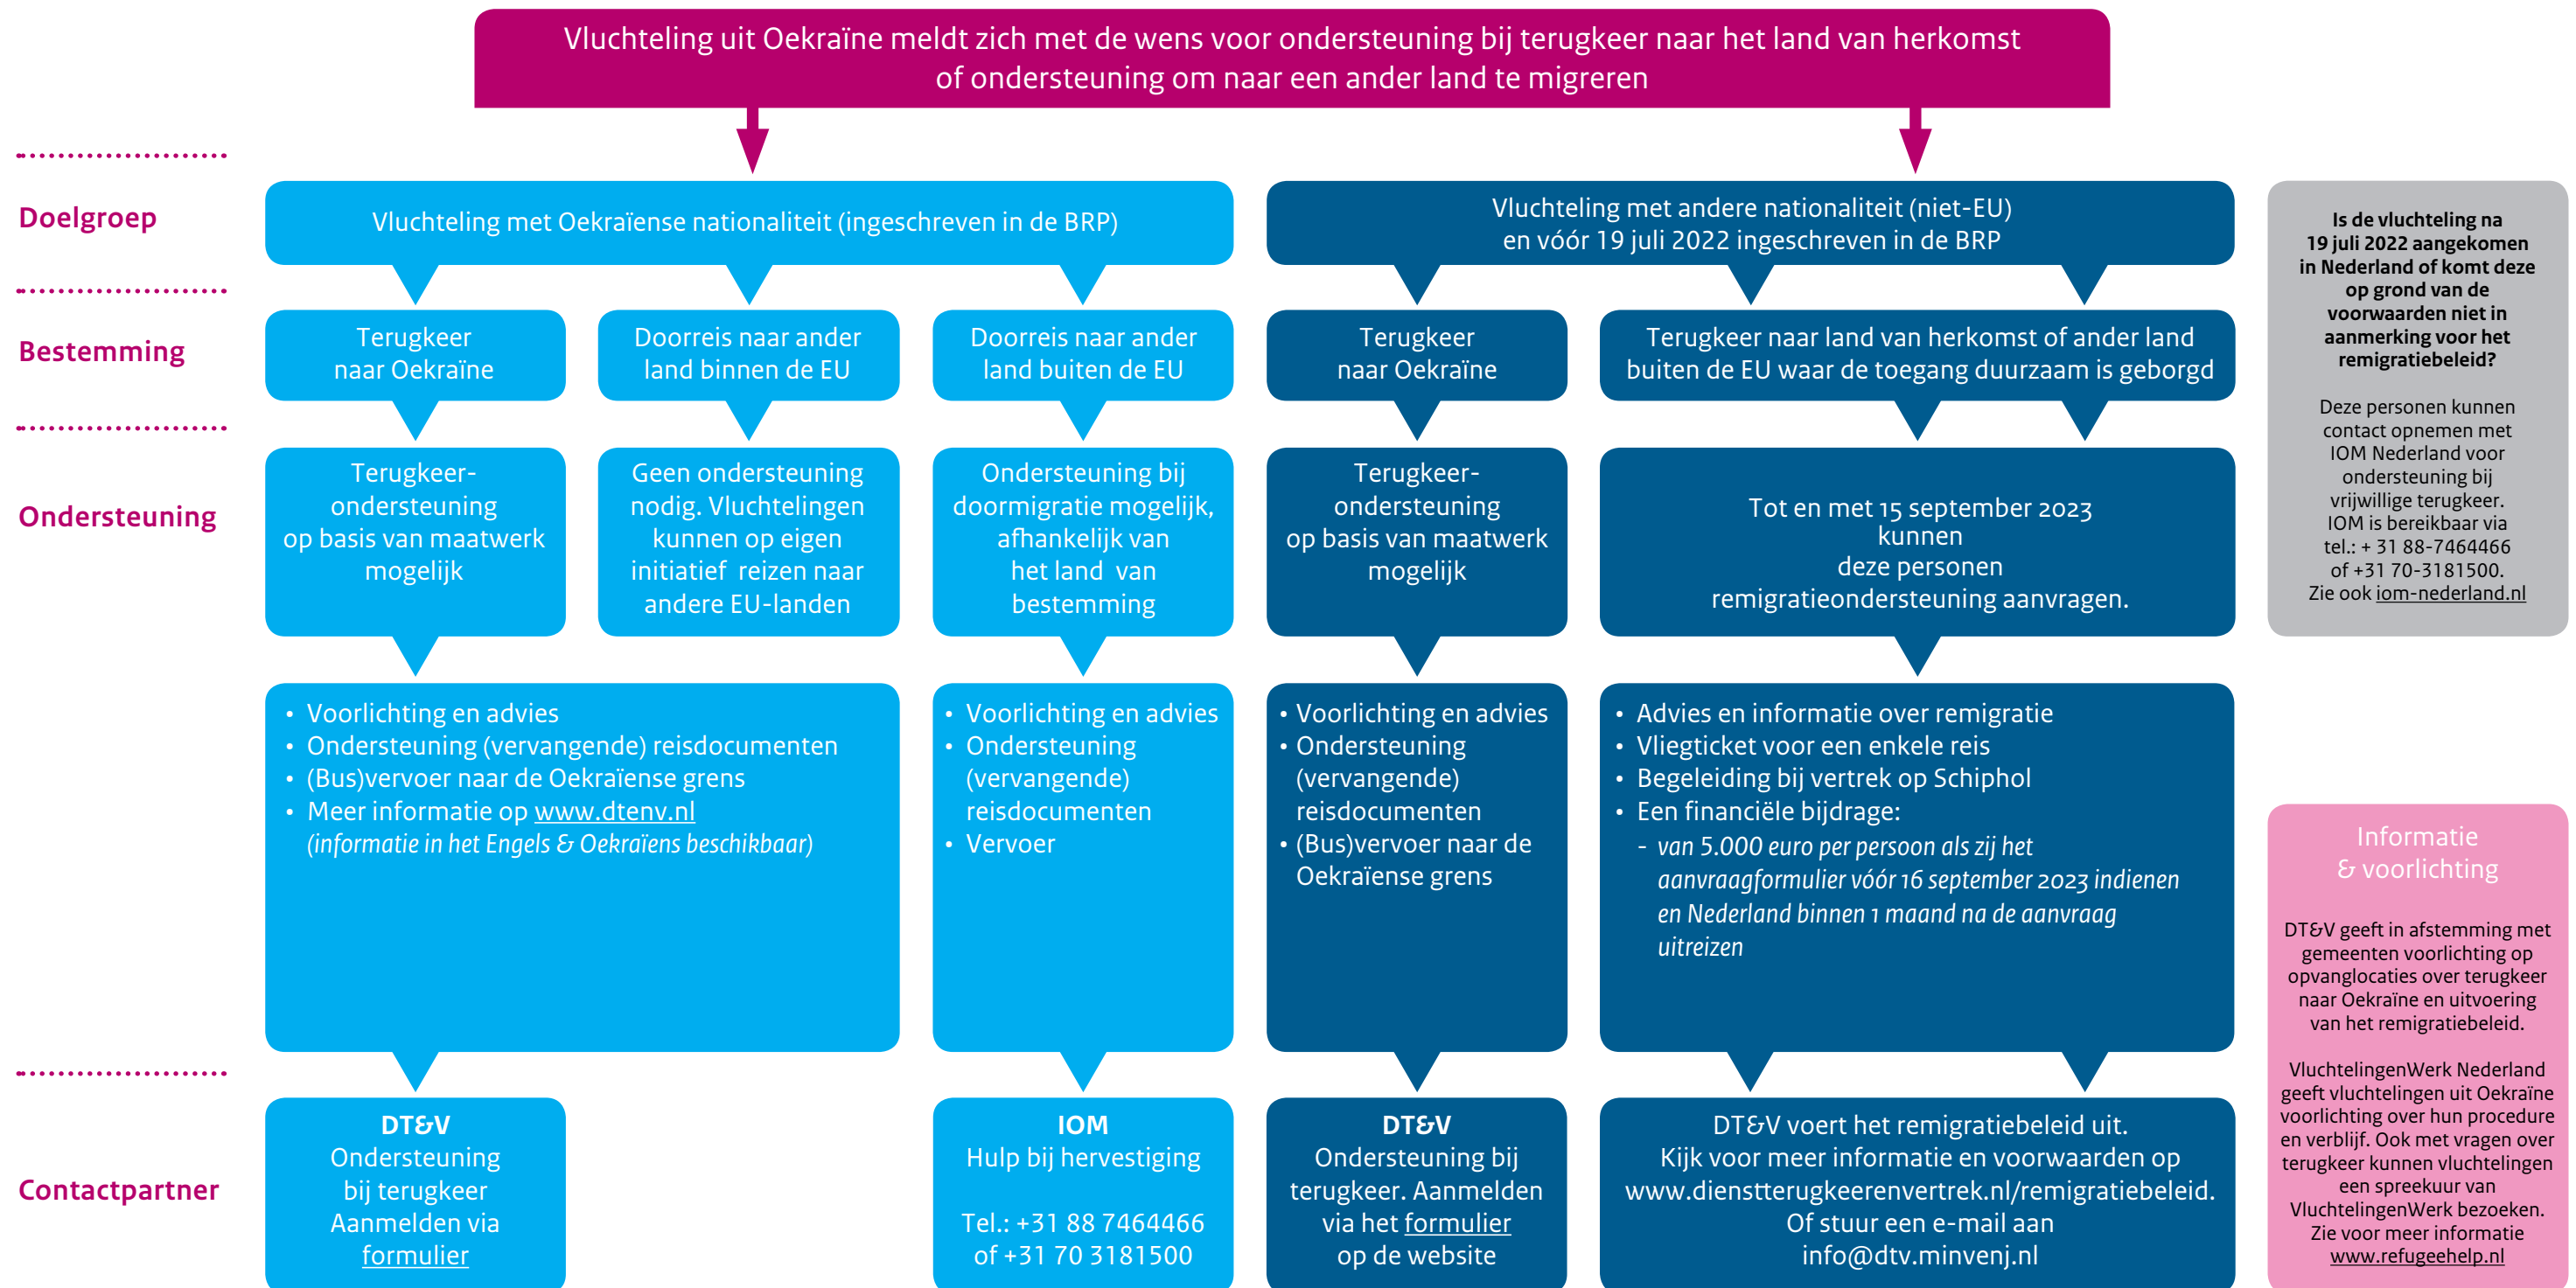 Vluchteling uit Oekraïne meldt zich met de wens voor ondersteuning bij terugkeer naar het land van herkomst
of ondersteuning om naar een ander land te migreren
Doelgroep
Vluchteling met Oekraïense nationaliteit (ingeschreven in de BRP)
Vluchteling met andere nationaliteit (niet-EU)
en vóór 19 juli 2022 ingeschreven in de BRP
Bestemming
Terugkeer
naar Oekraïne
Doorreis naar ander
land binnen de EU
Doorreis naar ander
land buiten de EU
Terugkeer
naar Oekraïne
Terugkeer naar land van herkomst of ander land
buiten de EU waar de toegang duurzaam is geborgd
Ondersteuning
Terugkeer-
ondersteuning
op basis van maatwerk
mogelijk
Geen ondersteuning
nodig. Vluchtelingen
kunnen op eigen
initiatief reizen naar
andere EU-landen
Ondersteuning bij
doormigratie mogelijk,
afhankelijk van
het land van
bestemming
Terugkeer-
ondersteuning
op basis van maatwerk
mogelijk
Tot en met 15 september 2023
kunnen
deze personen
remigratieondersteuning aanvragen.
• Voorlichting en advies
• Ondersteuning (vervangende) reisdocumenten
• (Bus)vervoer naar de Oekraïense grens
• Meer informatie op www.dtenv.nl
(informatie in het Engels & Oekraïens beschikbaar)
• Voorlichting en advies
• Ondersteuning
(vervangende)
reisdocumenten
• Vervoer
• Voorlichting en advies
• Ondersteuning
(vervangende)
reisdocumenten
• (Bus)vervoer naar de
Oekraïense grens
• Advies en informatie over remigratie
• Vliegticket voor een enkele reis
• Begeleiding bij vertrek op Schiphol
• Een financiële bijdrage:
- van 5.000 euro per persoon als zij het
aanvraagformulier vóór 16 september 2023 indienen
en Nederland binnen 1 maand na de aanvraag
uitreizen
Contactpartner
DT&V
Ondersteuning
bij terugkeer
Aanmelden via
formulier
IOM
Hulp bij hervestiging
Tel.: +31 88 7464466
of +31 70 3181500
DT&V
Ondersteuning bij
terugkeer. Aanmelden
via het formulier
op de website
DT&V voert het remigratiebeleid uit.
Kijk voor meer informatie en voorwaarden op
www.dienstterugkeerenvertrek.nl/remigratiebeleid.
Of stuur een e-mail aan
info@dtv.minvenj.nl
Is de vluchteling na
19 juli 2022 aangekomen
in Nederland of komt deze
op grond van de
voorwaarden niet in
aanmerking voor het
remigratiebeleid?
Deze personen kunnen
contact opnemen met
IOM Nederland voor
ondersteuning bij
vrijwillige terugkeer.
IOM is bereikbaar via
tel.: + 31 88-7464466
of +31 70-3181500.
Zie ook iom-nederland.nl
Informatie
& voorlichting
DT&V geeft in afstemming met
gemeenten voorlichting op
opvanglocaties over terugkeer
naar Oekraïne en uitvoering
van het remigratiebeleid.
VluchtelingenWerk Nederland
geeft vluchtelingen uit Oekraïne
voorlichting over hun procedure
en verblijf. Ook met vragen over
terugkeer kunnen vluchtelingen
een spreekuur van
VluchtelingenWerk bezoeken.
Zie voor meer informatie
www.refugeehelp.nl